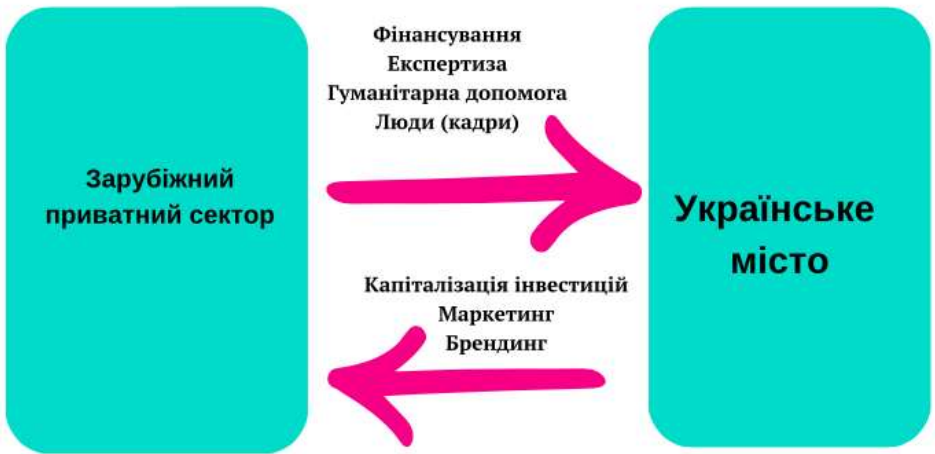 Фінансування
Експертиза
Гуманітарна допомога
Люди (кадри)
Зарубіжний
приватний сектор
Українське
місто
Капіталізація інвестицій
Маркетинг
Брендинг